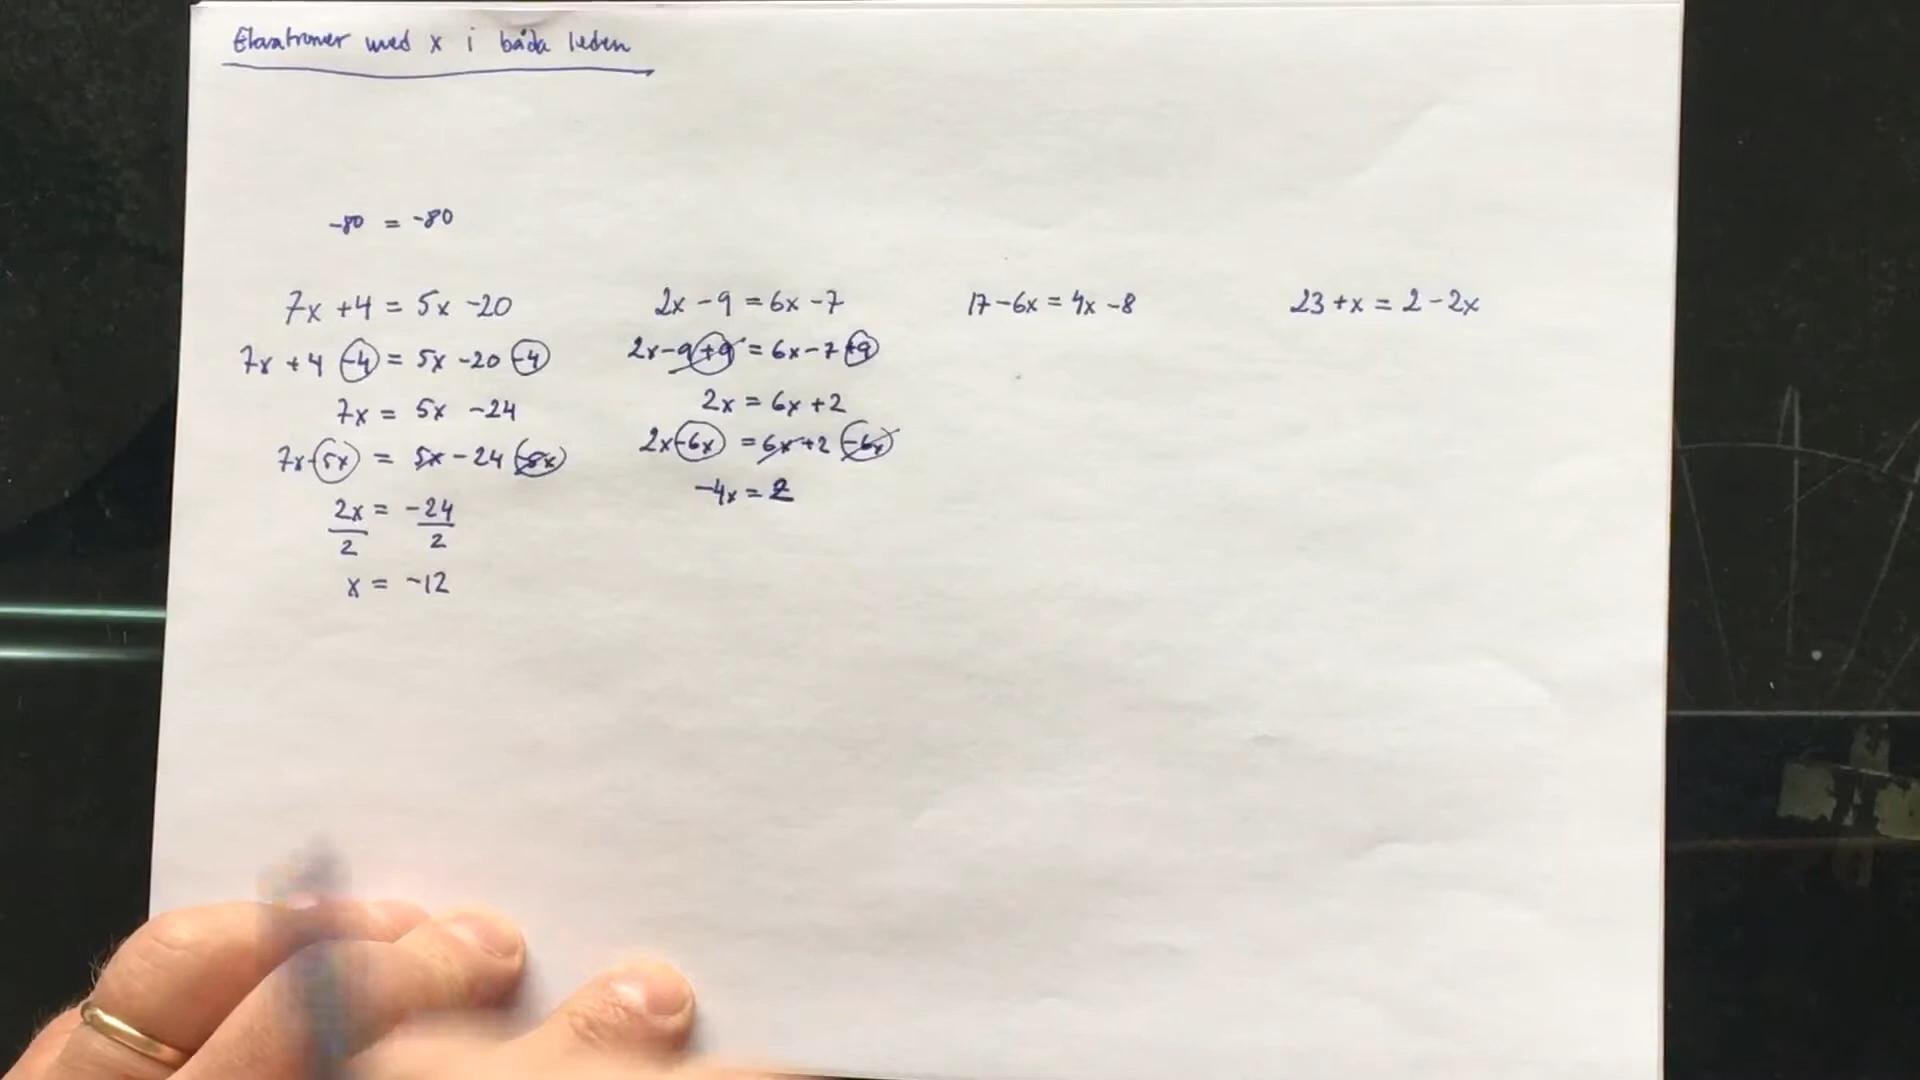 Ekvationer med x i båda leden
-80 = -80
7x +4 = 5x -20
7x + 4 -4 = 5x -20 -4
7x = 5x -24
7x-5x = 5x - 24 -5x
2x = -24
2 2
x = -12
2x - 9 = 6x - 7
2x - 9 + 9 = 6x - 7 + 9
2x = 6x + 2
2x -6x = 6x + 2 -6x
-4x = 2
17 - 6x = 4x - 8
23 + x = 2 - 2x